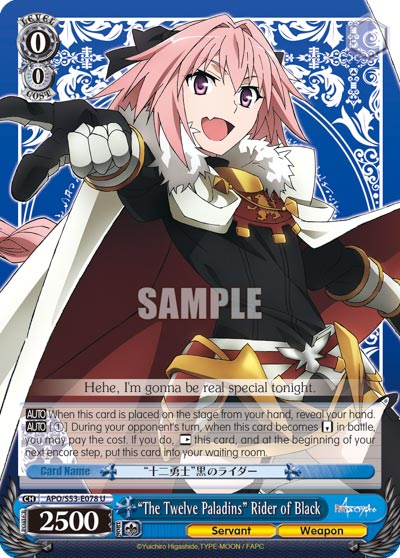 LEVEL
0
0
COST
SAMPLE
Hehe, I'm gonna be real special tonight.
AUTO When this card is placed on the stage from your hand, reveal your hand.
AUTO [①] During your opponent's turn, when this card becomes [ ] in battle,
you may pay the cost. If you do, [ ] this card, and at the beginning of your
next encore step, put this card into your waiting room.
Card Name
"十二勇士"黒のライダー
CH APO/S53-E078 U
POWER
2500
"The Twelve Paladins" Rider of Black
Fate/Apocrypha
Servant
Weapon
©Yuichiro Higashide,TYPE-MOON / FAPC